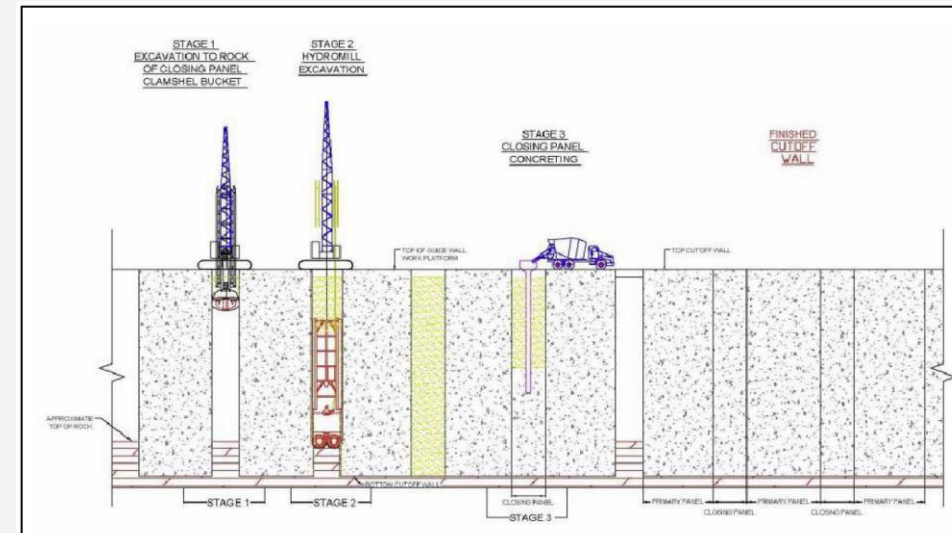 STAGE 1
EXCAVATION TO ROCK
OF CLOSING PANEL
CLAMSHEL BUCKET
STAGE 2
HYDROMILL
EXCAVATION
STAGE 3
CLOSING PANEL
CONCRETING
FINISHED
CUTOFF
WALL
TOP OF GUIDE WALL
WORK PLATFORM
TOP CUTOFF WALL
APPROXIMATE
TOP OF ROCK
BOTTOM CUTOFF WALL
STAGE 1
STAGE 2
CLOSING PANEL
STAGE 3
PRIMARY PANEL
CLOSING PANEL
PRIMARY PANEL
CLOSING PANEL
PRIMARY PANEL